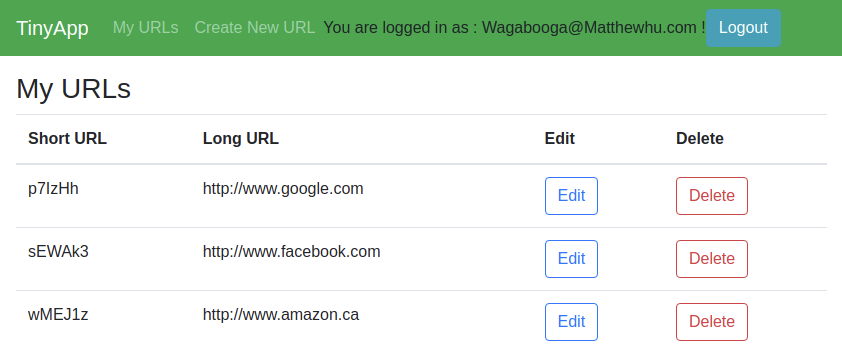 TinyApp My URLs Create New URL You are logged in as : Wagabooga@Matthewhu.com ! Logout
My URLs
Short URL Long URL Edit Delete
p7IzHh http://www.google.com Edit Delete
sEWAk3 http://www.facebook.com Edit Delete
wMEJ1z http://www.amazon.ca Edit Delete